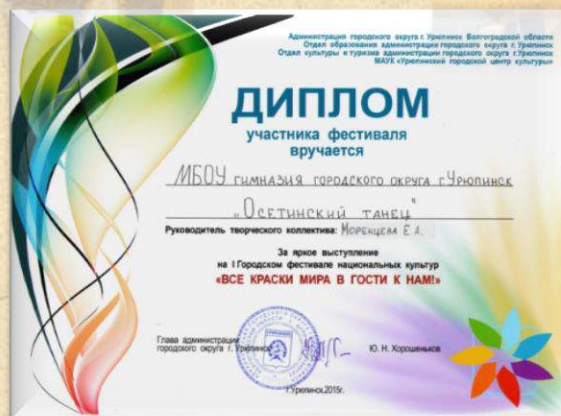 Администрация городского округа г. Урюпинск Волгоградской области
Отдел образования администрации городского округа г. Урюпинск
Отдел культуры и туризма администрации городского округа г.Урюпинск
МАУК «Урюпинский городской центр культуры»
ДИПЛОМ
участника фестиваля
вручается
МБОУ гимназия городского округа г.Урюпинск
„Осетинский танец"
Руководитель творческого коллектива: Моренцева Е.А.
За яркое выступление
на I Городском фестивале национальных культур
«ВСЕ КРАСКИ МИРА В ГОСТИ К НАМ!»
Глава администрации
городского округа г. Урюпинск Ю. Н. Хорошеньков
г.Урюпинск,2015г.